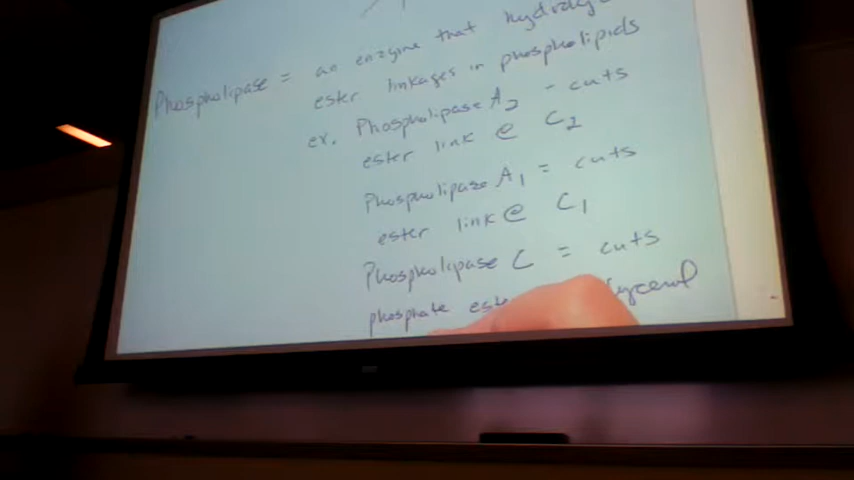 Phospholipase = an enzyme that
ester linkages in phospholipids
ex. Phospholipase A2 - cuts
ester link @ C2
Phospholipase A1 = cuts
ester link @ C1
Phospholipase C = cuts
phosphate